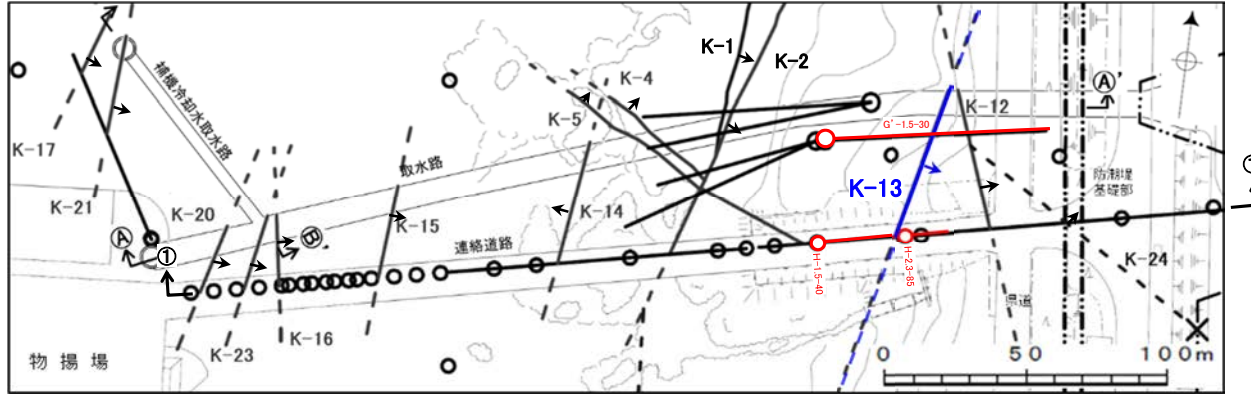 K-17
K-21
K-20
K-23
K-16
K-15
K-14
K-5
K-4
K-1
K-2
K-13
K-12
K-24
補機冷却水取水路
取水路
連絡道路
物揚場
防潮堤
基礎部
県道
G'-1.5-30
H-1.5-40
H-2.3-85
Ⓐ
①
Ⓑ'
Ⓐ'
0 50 100m